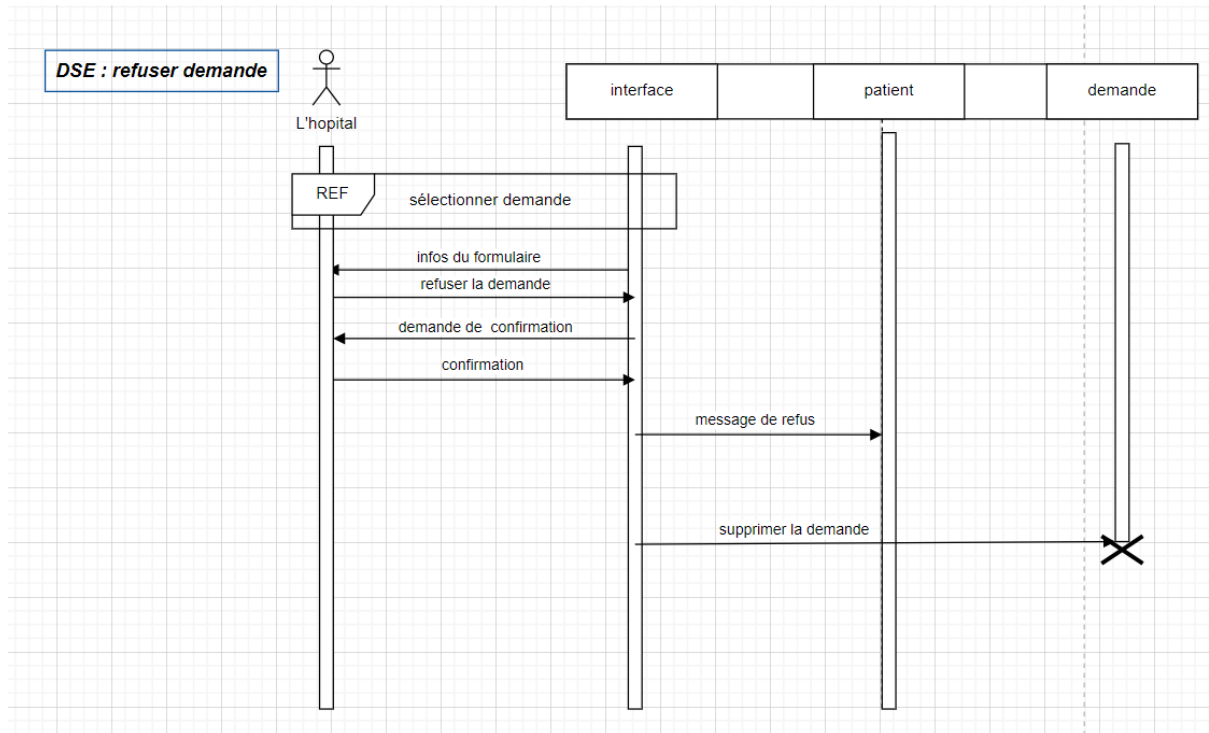 DSE : refuser demande
L'hopital
interface
patient
demande
REF
sélectionner demande
infos du formulaire
refuser la demande
demande de confirmation
confirmation
message de refus
supprimer la demande